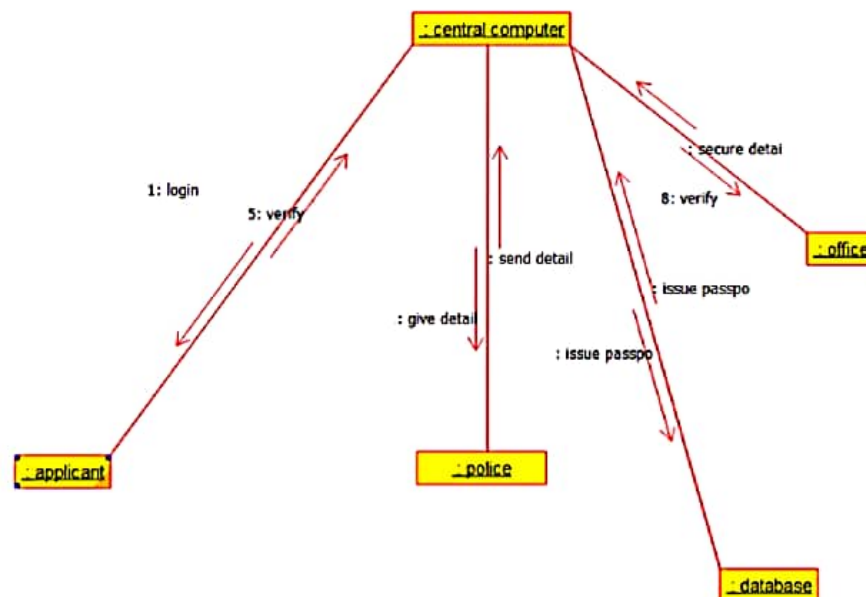 : central computer
: secure detai
1: login
8: verify
5: verify
: office
: send detail
: issue passpo
: give detail
: issue passpo
: applicant
: police
: database